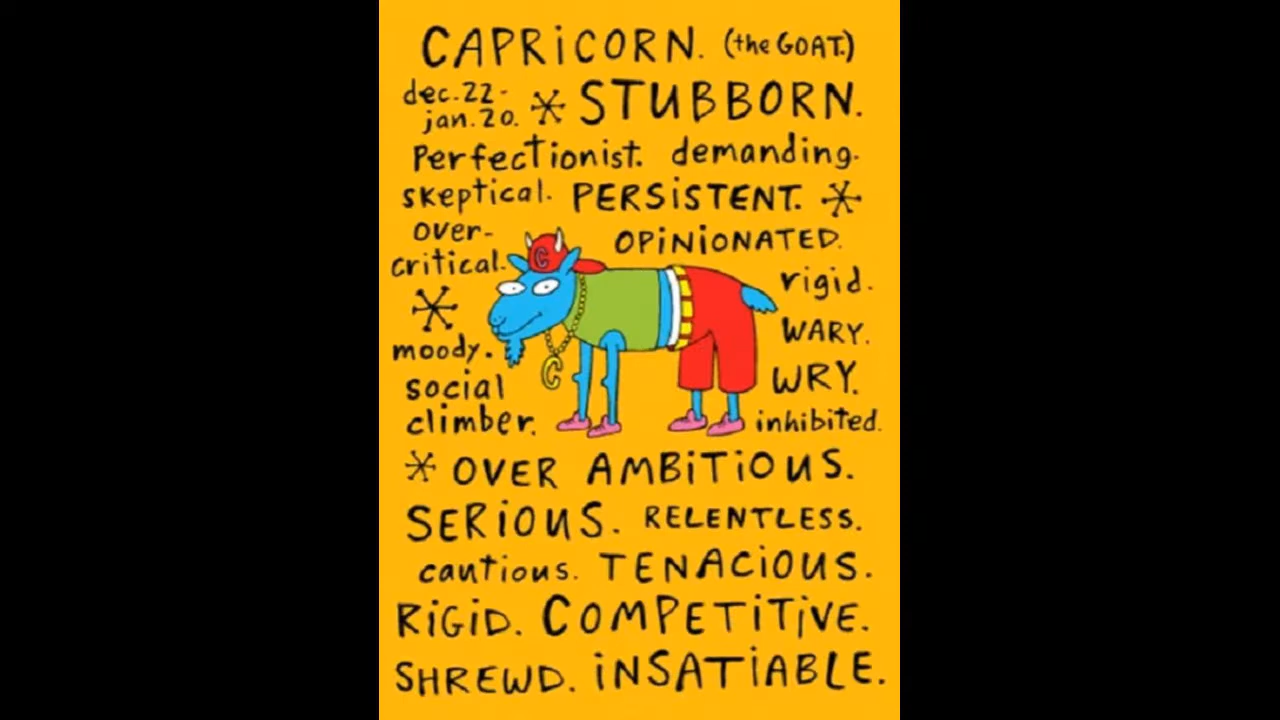 CAPRiCORN. (the GOAT.)
dec.22-
jan.20. * STUBBORN.
Perfectionist. demanding.
skeptical. PERSiSTENT. *
over-
critical.
OPiNiONATED.
rigid.
*
WARY.
moody.
WRY.
social
climber.
inhibited.
C
C
* OVER AMBiTiOUS.
SERiOUS. RELENTLESS.
cautious. TENACiOUS.
RiGiD. COMPETiTiVE.
SHREWD. iNSATiABLE.